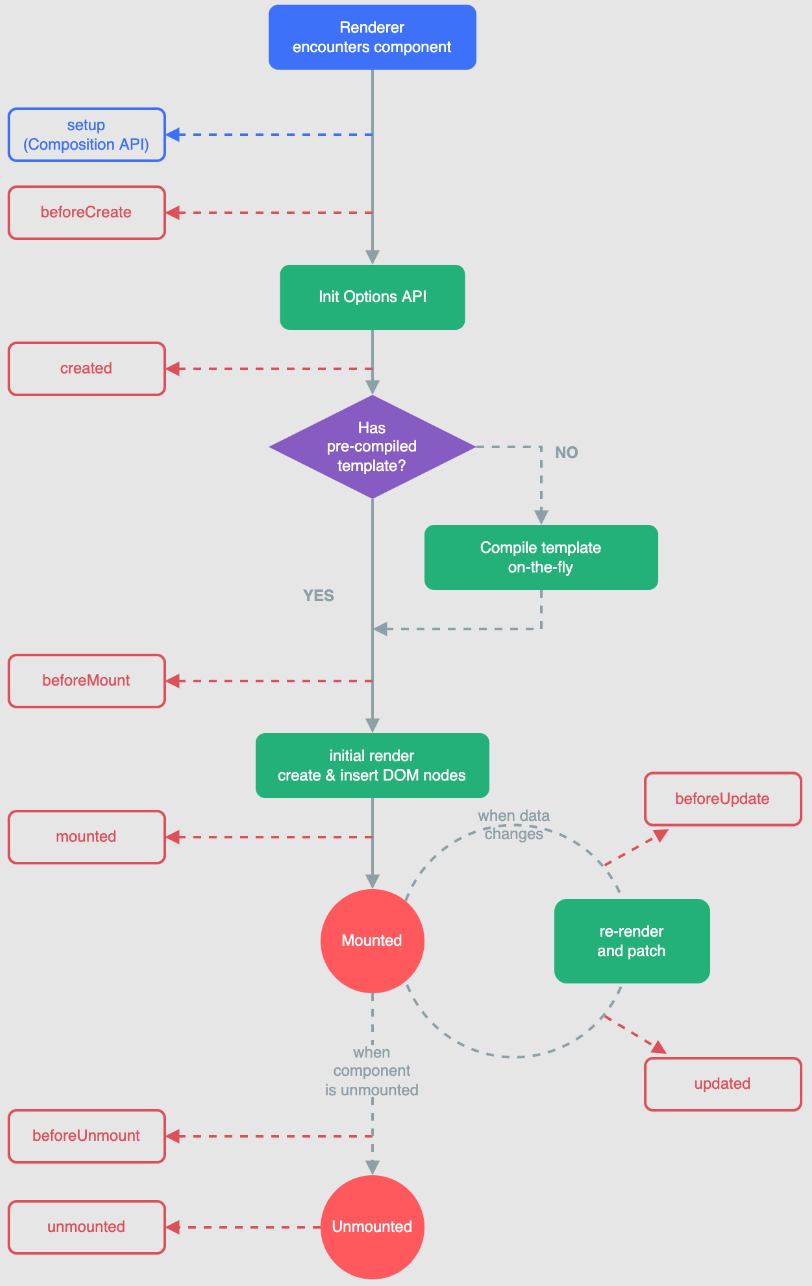 Renderer
encounters component
setup
(Composition API)
beforeCreate
Init Options API
created
Has
pre-compiled
template?
NO
Compile template
on-the-fly
YES
beforeMount
initial render
create & insert DOM nodes
beforeUpdate
when data
changes
mounted
re-render
and patch
Mounted
when
component
is unmounted
updated
beforeUnmount
unmounted
Unmounted